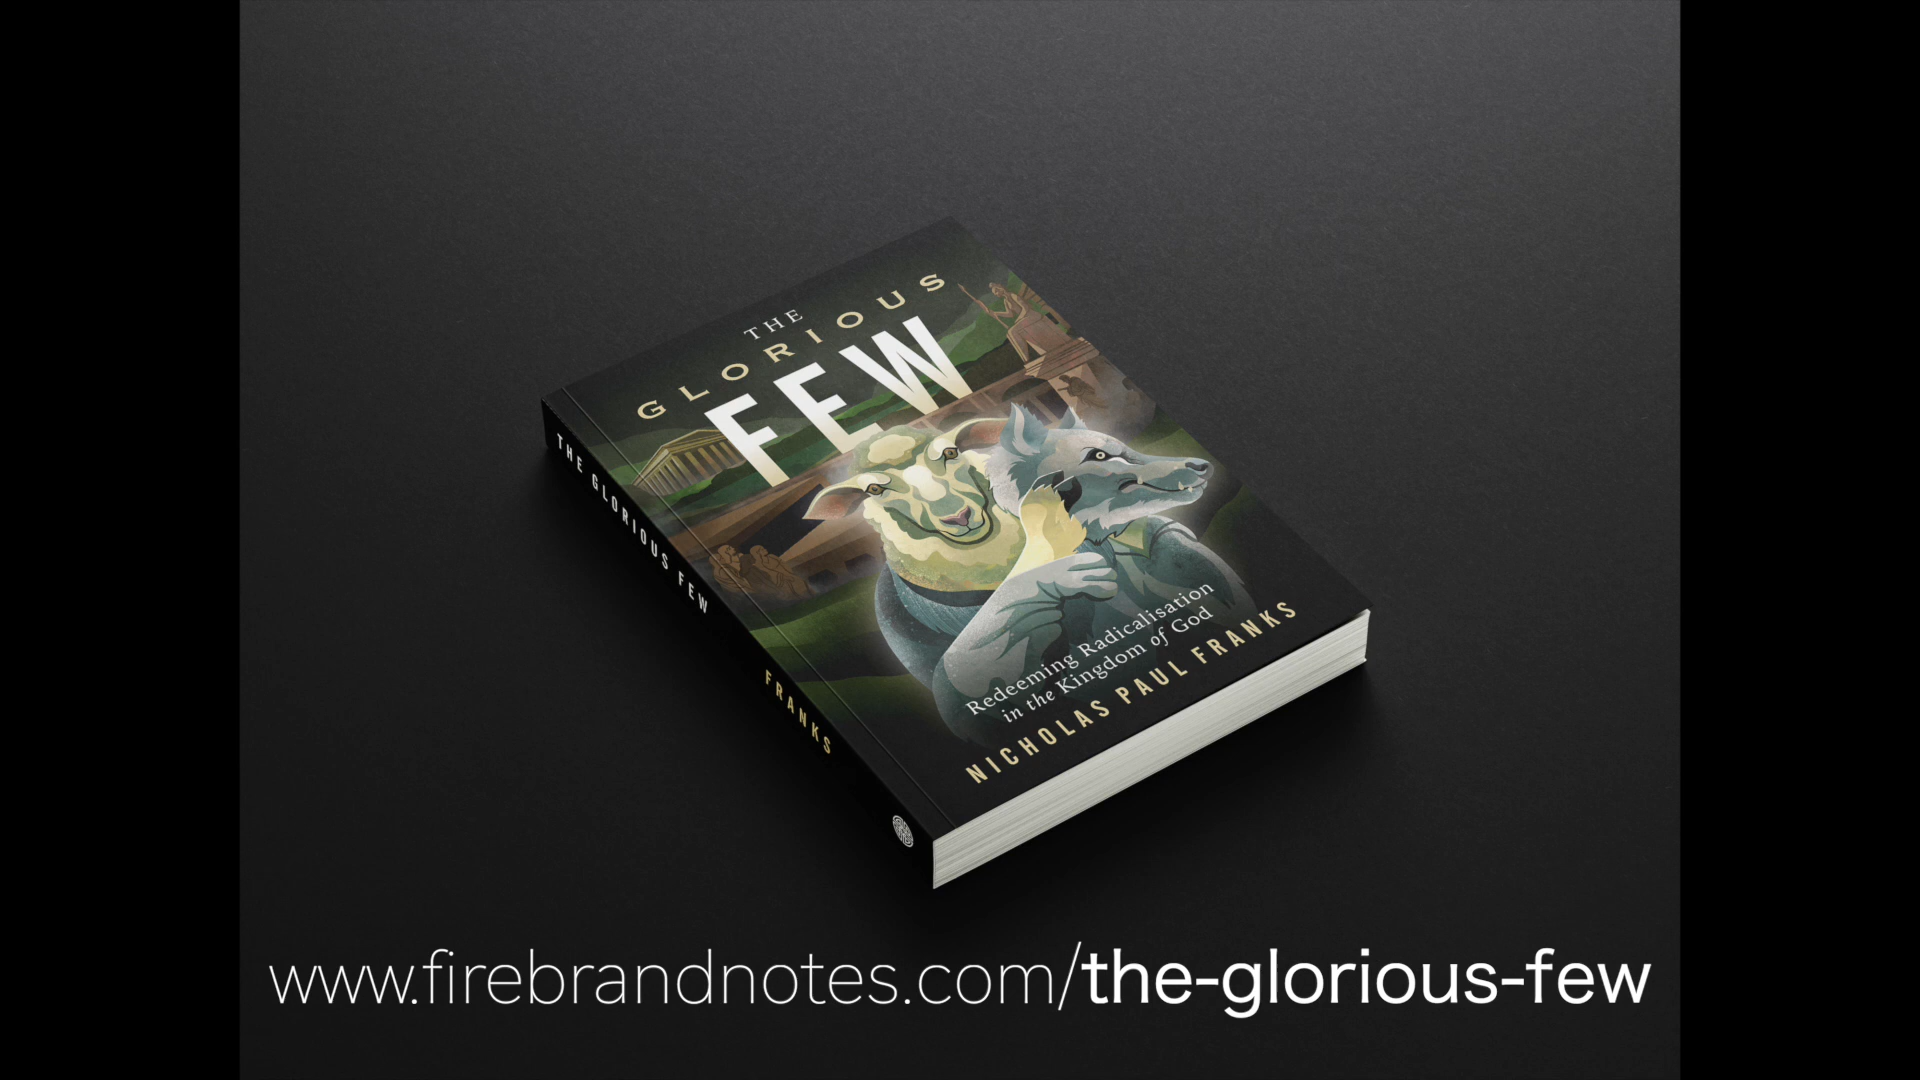 THE
GLORIOUS
FEW
Redeeming Radicalisation
in the Kingdom of God
NICHOLAS PAUL FRANKS
THE GLORIOUS FEW
FRANKS
www.firebrandnotes.com/the-glorious-few